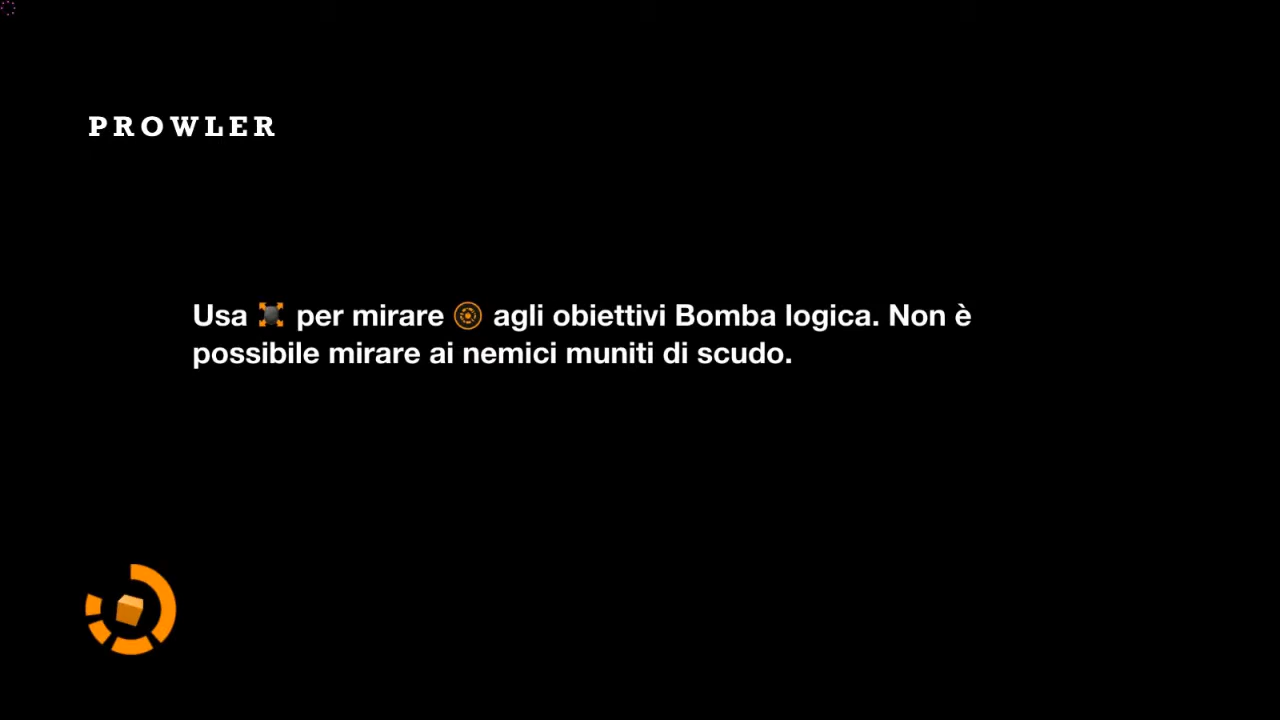 PROWLER
Usa per mirare agli obiettivi Bomba logica. Non è
possibile mirare ai nemici muniti di scudo.